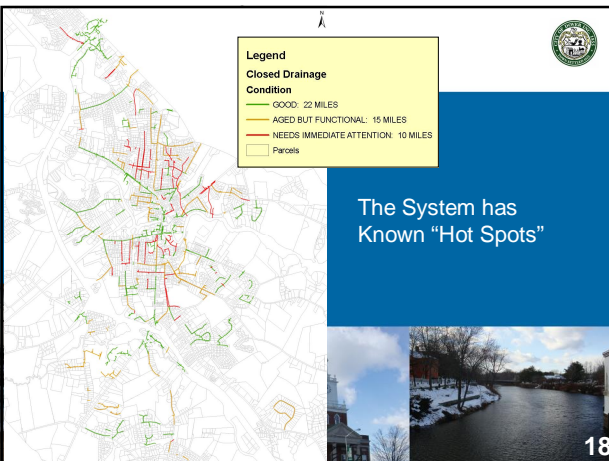 N
Legend
Closed Drainage
Condition
GOOD: 22 MILES
AGED BUT FUNCTIONAL: 15 MILES
NEEDS IMMEDIATE ATTENTION: 10 MILES
Parcels
The System has
Known “Hot Spots”
18